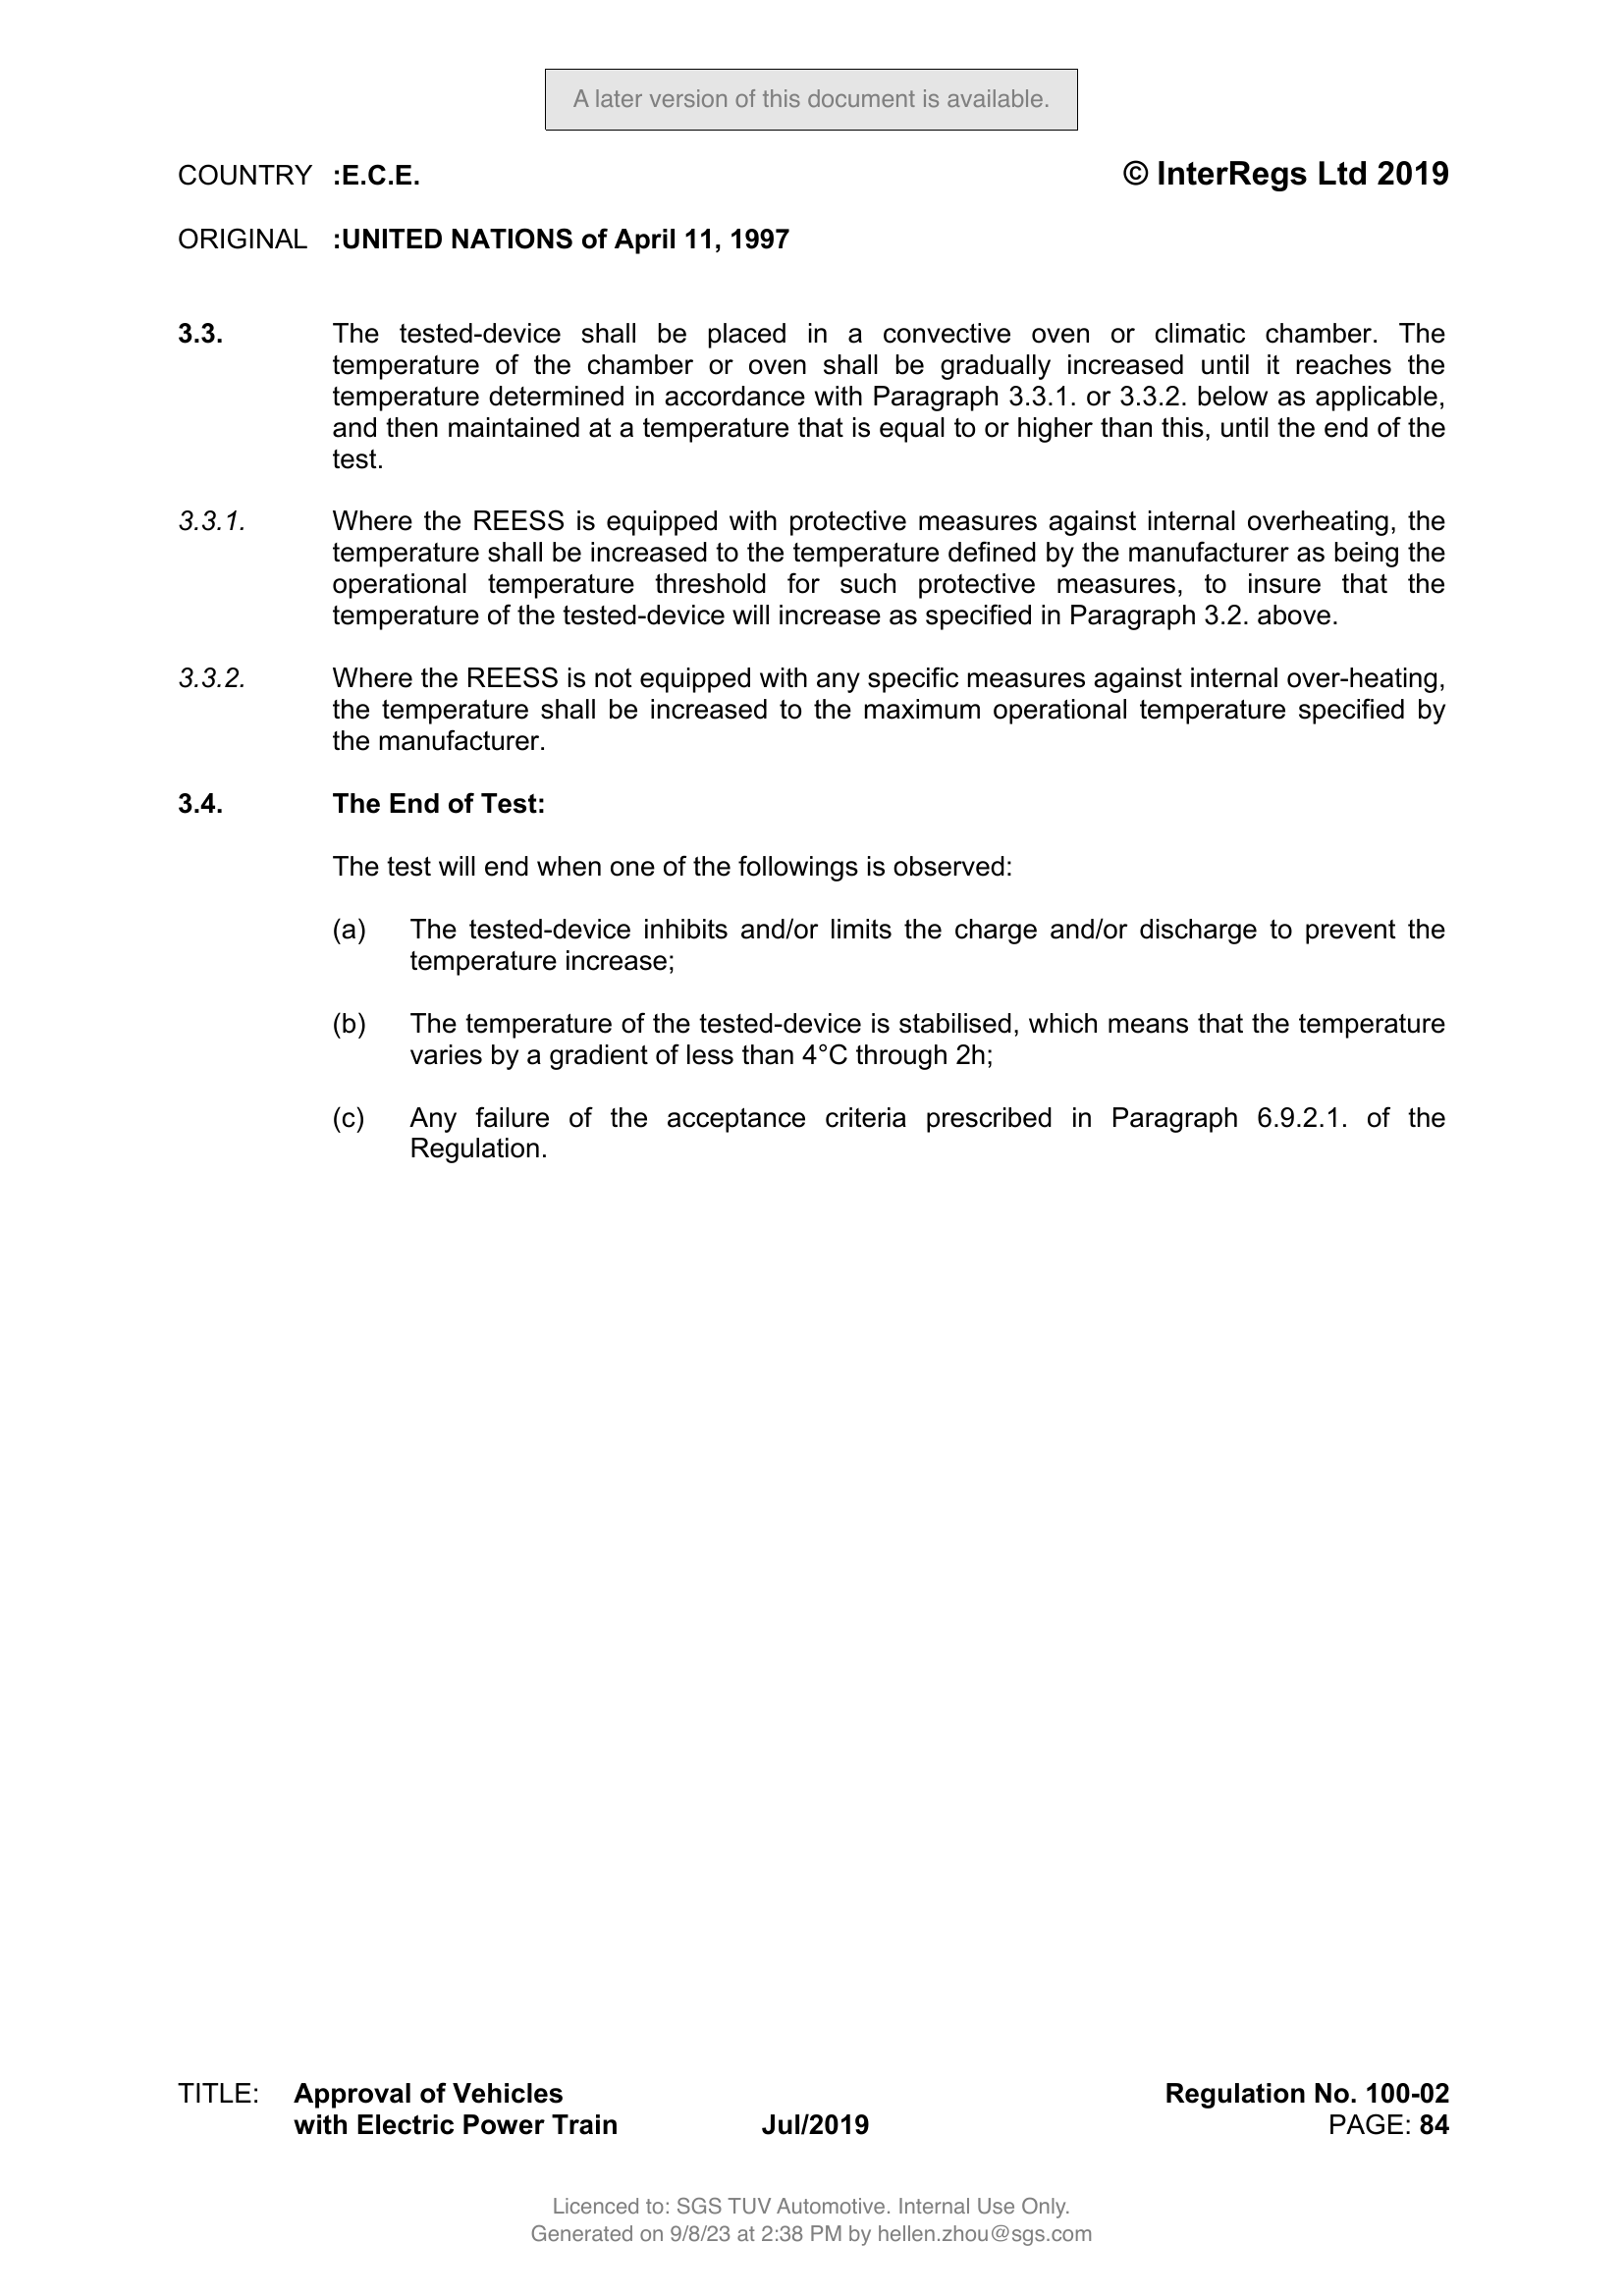 A later version of this document is available.
COUNTRY :E.C.E. © InterRegs Ltd 2019
ORIGINAL :UNITED NATIONS of April 11, 1997
3.3. The tested-device shall be placed in a convective oven or climatic chamber. The
temperature of the chamber or oven shall be gradually increased until it reaches the
temperature determined in accordance with Paragraph 3.3.1. or 3.3.2. below as applicable,
and then maintained at a temperature that is equal to or higher than this, until the end of the
test.
3.3.1. Where the REESS is equipped with protective measures against internal overheating, the
temperature shall be increased to the temperature defined by the manufacturer as being the
operational temperature threshold for such protective measures, to insure that the
temperature of the tested-device will increase as specified in Paragraph 3.2. above.
3.3.2. Where the REESS is not equipped with any specific measures against internal over-heating,
the temperature shall be increased to the maximum operational temperature specified by
the manufacturer.
3.4. The End of Test:
The test will end when one of the followings is observed:
(a) The tested-device inhibits and/or limits the charge and/or discharge to prevent the
temperature increase;
(b) The temperature of the tested-device is stabilised, which means that the temperature
varies by a gradient of less than 4°C through 2h;
(c) Any failure of the acceptance criteria prescribed in Paragraph 6.9.2.1. of the
Regulation.
TITLE: Approval of Vehicles Regulation No. 100-02
with Electric Power Train Jul/2019 PAGE: 84
Licenced to: SGS TUV Automotive. Internal Use Only.
Generated on 9/8/23 at 2:38 PM by hellen.zhou@sgs.com